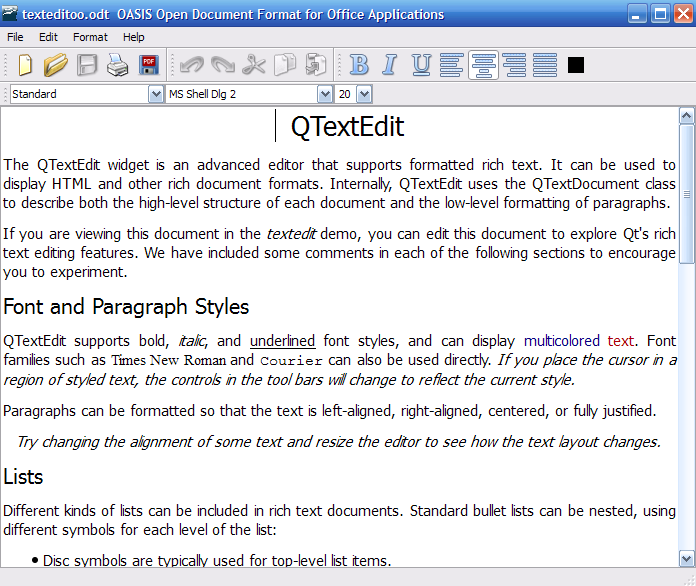 texteditoo.odt OASIS Open Document Format for Office Applications
File Edit Format Help
PDF
B I U
Standard MS Shell Dlg 2 20
QTextEdit
The QTextEdit widget is an advanced editor that supports formatted rich text. It can be used to
display HTML and other rich document formats. Internally, QTextEdit uses the QTextDocument class
to describe both the high-level structure of each document and the low-level formatting of paragraphs.
If you are viewing this document in the textedit demo, you can edit this document to explore Qt's rich
text editing features. We have included some comments in each of the following sections to encourage
you to experiment.
Font and Paragraph Styles
QTextEdit supports bold, italic, and underlined font styles, and can display multicolored text. Font
families such as Times New Roman and Courier can also be used directly. If you place the cursor in a
region of styled text, the controls in the tool bars will change to reflect the current style.
Paragraphs can be formatted so that the text is left-aligned, right-aligned, centered, or fully justified.
Try changing the alignment of some text and resize the editor to see how the text layout changes.
Lists
Different kinds of lists can be included in rich text documents. Standard bullet lists can be nested, using
different symbols for each level of the list:
• Disc symbols are typically used for top-level list items.